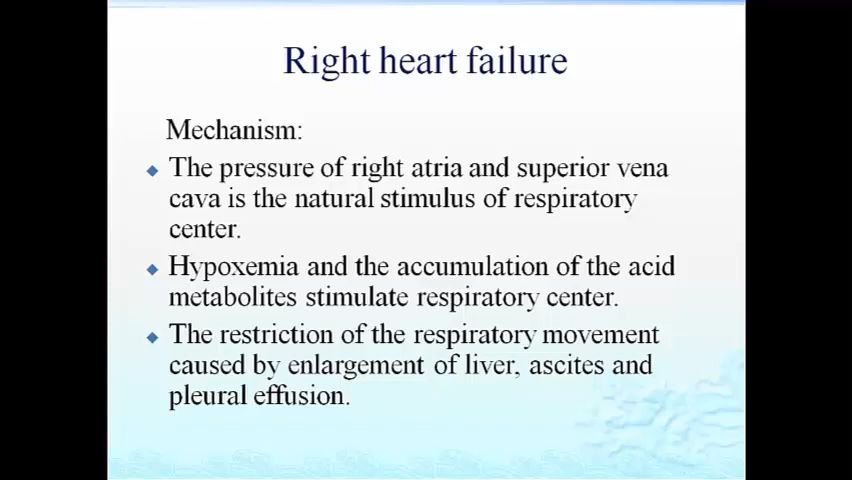 Right heart failure
Mechanism:
The pressure of right atria and superior vena
cava is the natural stimulus of respiratory
center.
Hypoxemia and the accumulation of the acid
metabolites stimulate respiratory center.
The restriction of the respiratory movement
caused by enlargement of liver, ascites and
pleural effusion.